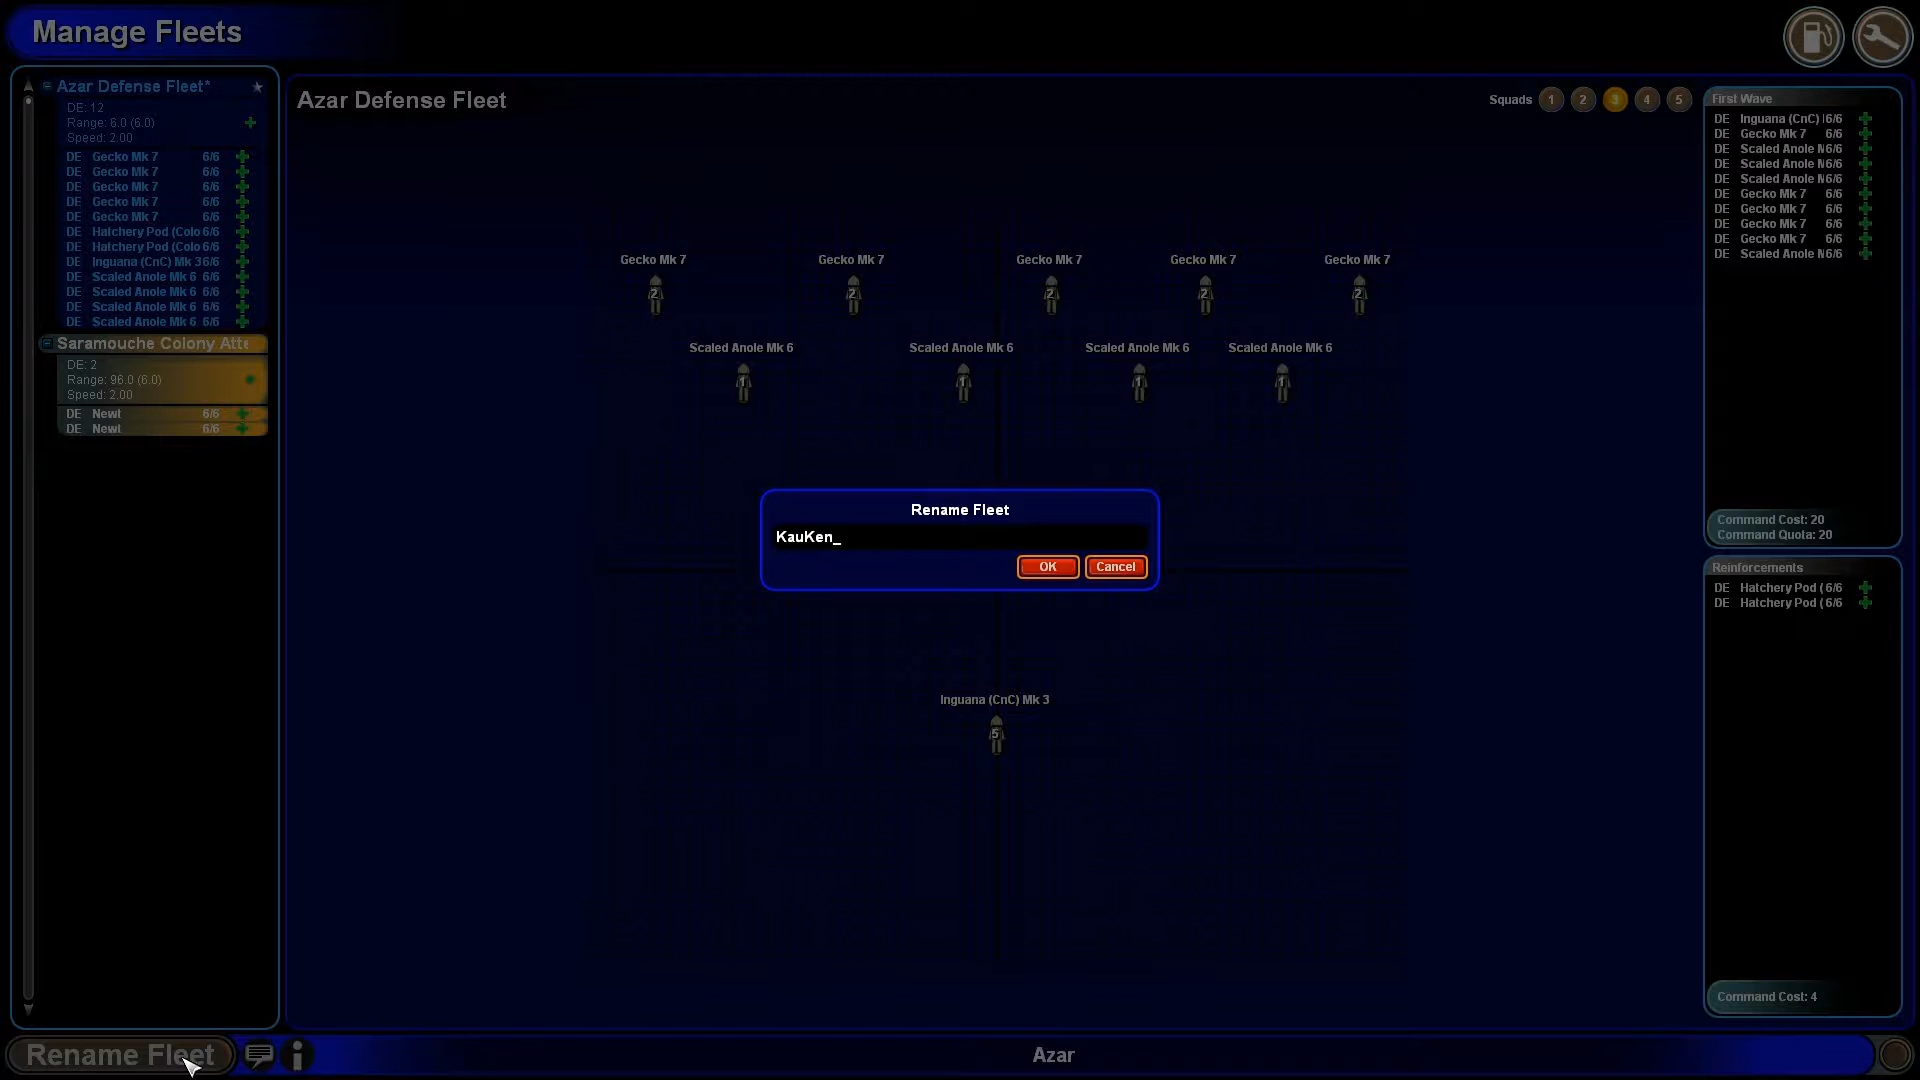 Manage Fleets
Azar Defense Fleet*
DE: 12
Range: 6.0 (6.0)
Speed: 2.00
DE Gecko Mk 7 6/6
DE Gecko Mk 7 6/6
DE Gecko Mk 7 6/6
DE Gecko Mk 7 6/6
DE Gecko Mk 7 6/6
DE Hatchery Pod (Colo 6/6
DE Hatchery Pod (Colo 6/6
DE Inguana (CnC) Mk 3 6/6
DE Scaled Anole Mk 6 6/6
DE Scaled Anole Mk 6 6/6
DE Scaled Anole Mk 6 6/6
DE Scaled Anole Mk 6 6/6
Saramouche Colony Atte
DE: 2
Range: 96.0 (6.0)
Speed: 2.00
DE Newt 6/6
DE Newt 6/6
Azar Defense Fleet
Squads 1 2 3 4 5
Gecko Mk 7 Gecko Mk 7 Gecko Mk 7 Gecko Mk 7 Gecko Mk 7
2 2 2 2 2
Scaled Anole Mk 6 Scaled Anole Mk 6 Scaled Anole Mk 6 Scaled Anole Mk 6
1 1 1 1
Rename Fleet
KauKen_
OK Cancel
Inguana (CnC) Mk 3
5
First Wave
DE Inguana (CnC) 6/6
DE Gecko Mk 7 6/6
DE Scaled Anole 6/6
DE Scaled Anole 6/6
DE Scaled Anole 6/6
DE Gecko Mk 7 6/6
DE Gecko Mk 7 6/6
DE Gecko Mk 7 6/6
DE Gecko Mk 7 6/6
DE Scaled Anole 6/6
Command Cost: 20
Command Quota: 20
Reinforcements
DE Hatchery Pod ( 6/6
DE Hatchery Pod ( 6/6
Command Cost: 4
Rename Fleet
Azar